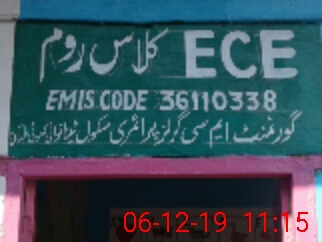 ECE کلاس روم
EMIS.CODE 36110338
گورنمنٹ ایم سی گرلز پرائمری سکول
06-12-19 11:15